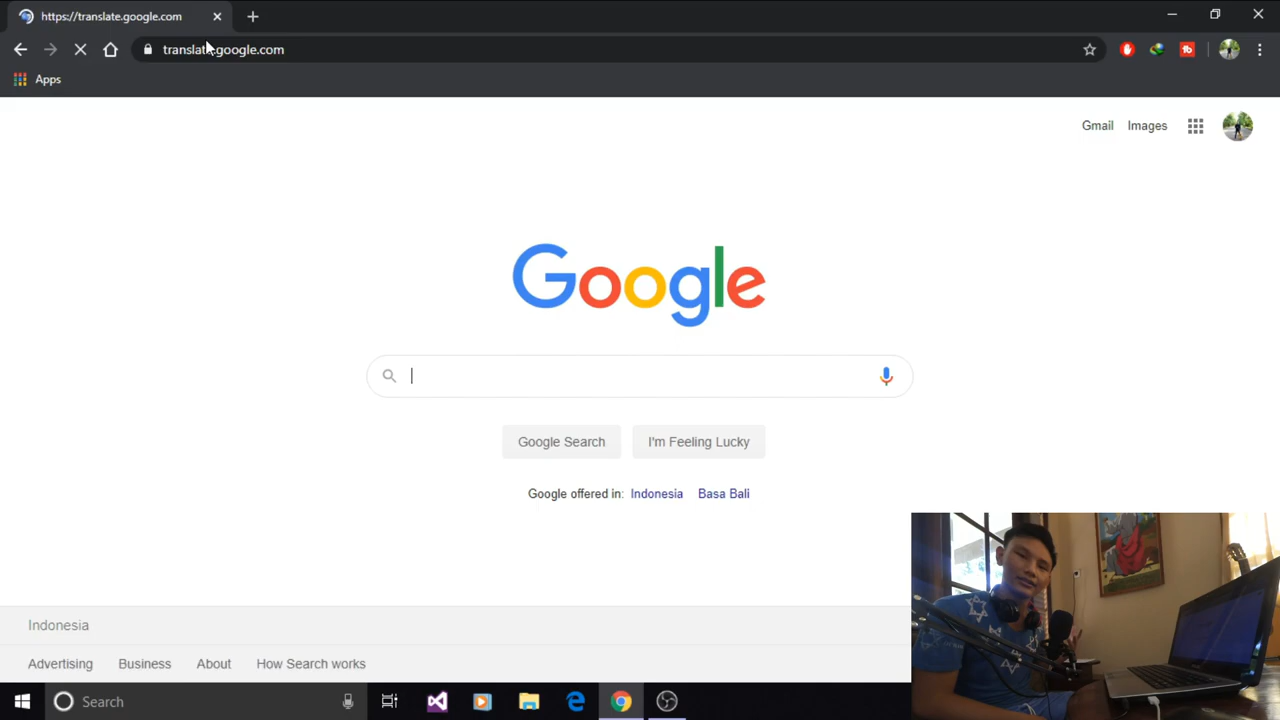 https://translate.google.com
translate.google.com
Apps
Gmail Images
Google
Google Search I'm Feeling Lucky
Google offered in: Indonesia Basa Bali
Indonesia
Advertising Business About How Search works
Search